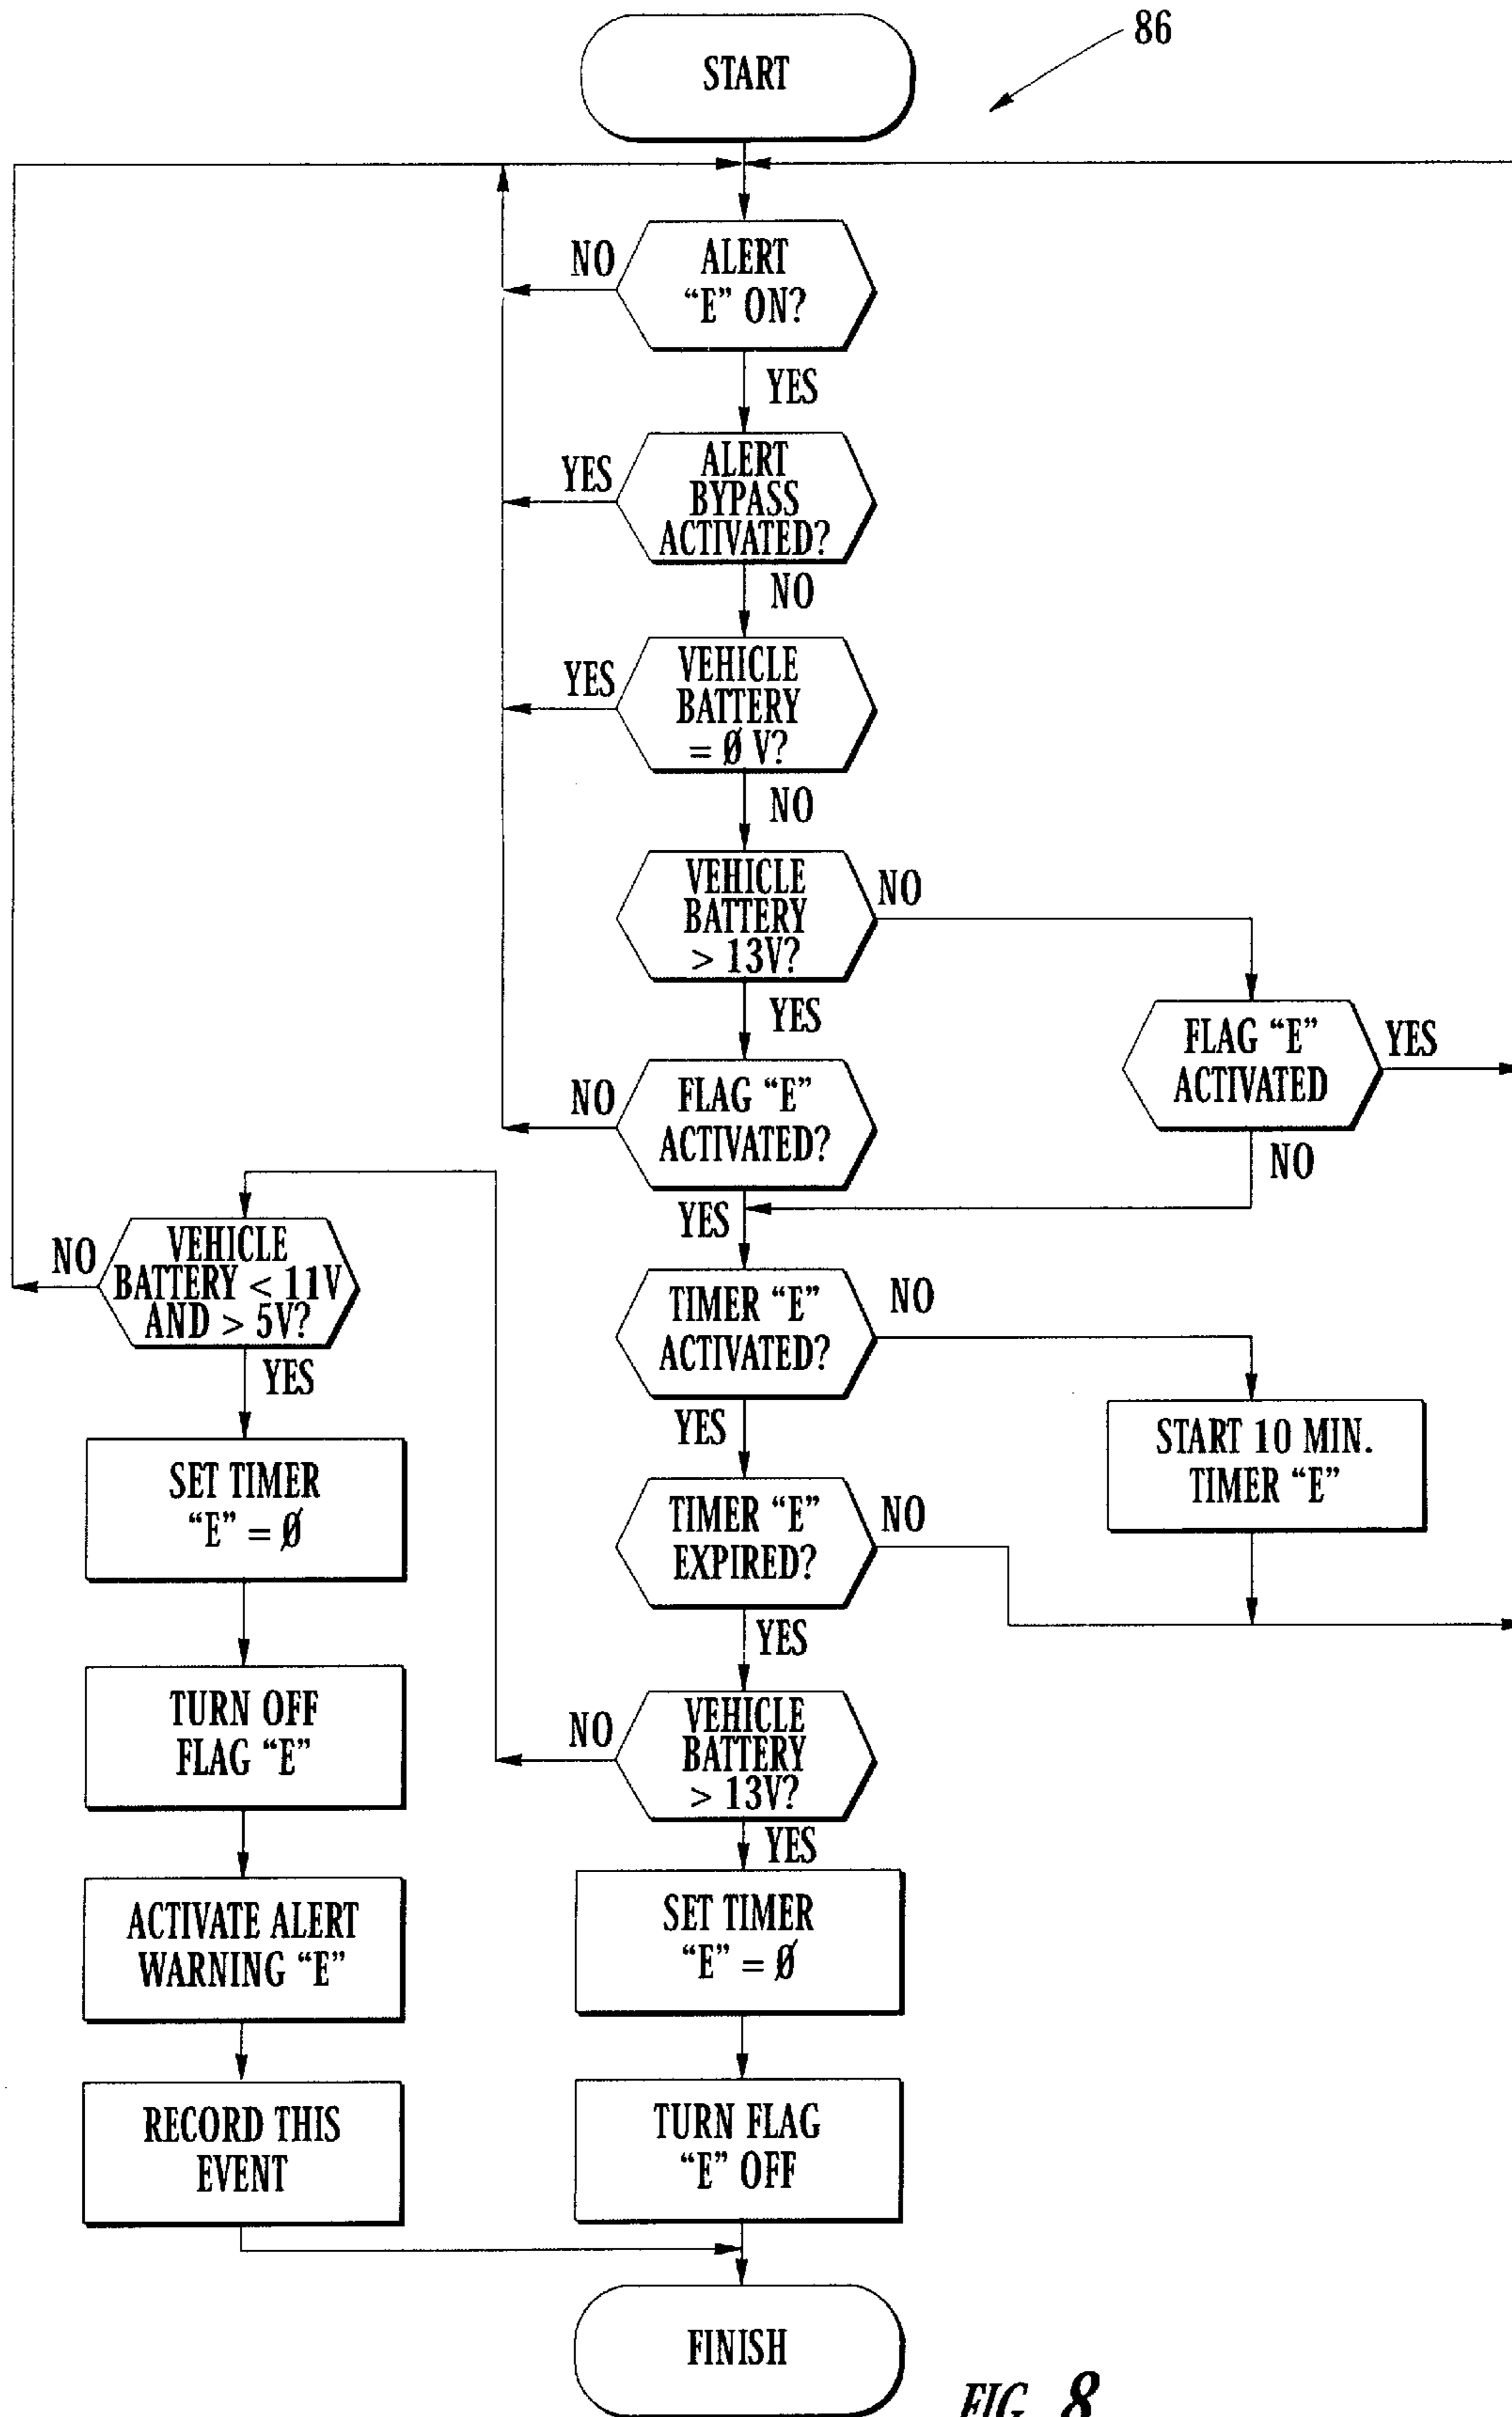 START
86
ALERT
“E” ON?
NO
YES
ALERT
BYPASS
ACTIVATED?
YES
NO
VEHICLE
BATTERY
= Ø V?
YES
NO
VEHICLE
BATTERY
> 13V?
NO
YES
FLAG “E”
ACTIVATED
YES
NO
FLAG “E”
ACTIVATED?
NO
YES
VEHICLE
BATTERY < 11V
AND > 5V?
NO
YES
TIMER “E”
ACTIVATED?
NO
YES
START 10 MIN.
TIMER “E”
SET TIMER
“E” = Ø
TIMER “E”
EXPIRED?
NO
YES
TURN OFF
FLAG “E”
VEHICLE
BATTERY
> 13V?
NO
YES
ACTIVATE ALERT
WARNING “E”
SET TIMER
“E” = Ø
RECORD THIS
EVENT
TURN FLAG
“E” OFF
FINISH
FIG. 8